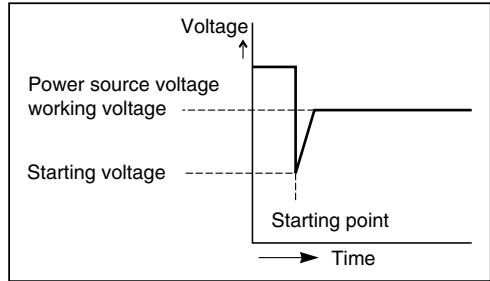 Voltage
Power source voltage
working voltage
Starting voltage
Starting point
Time